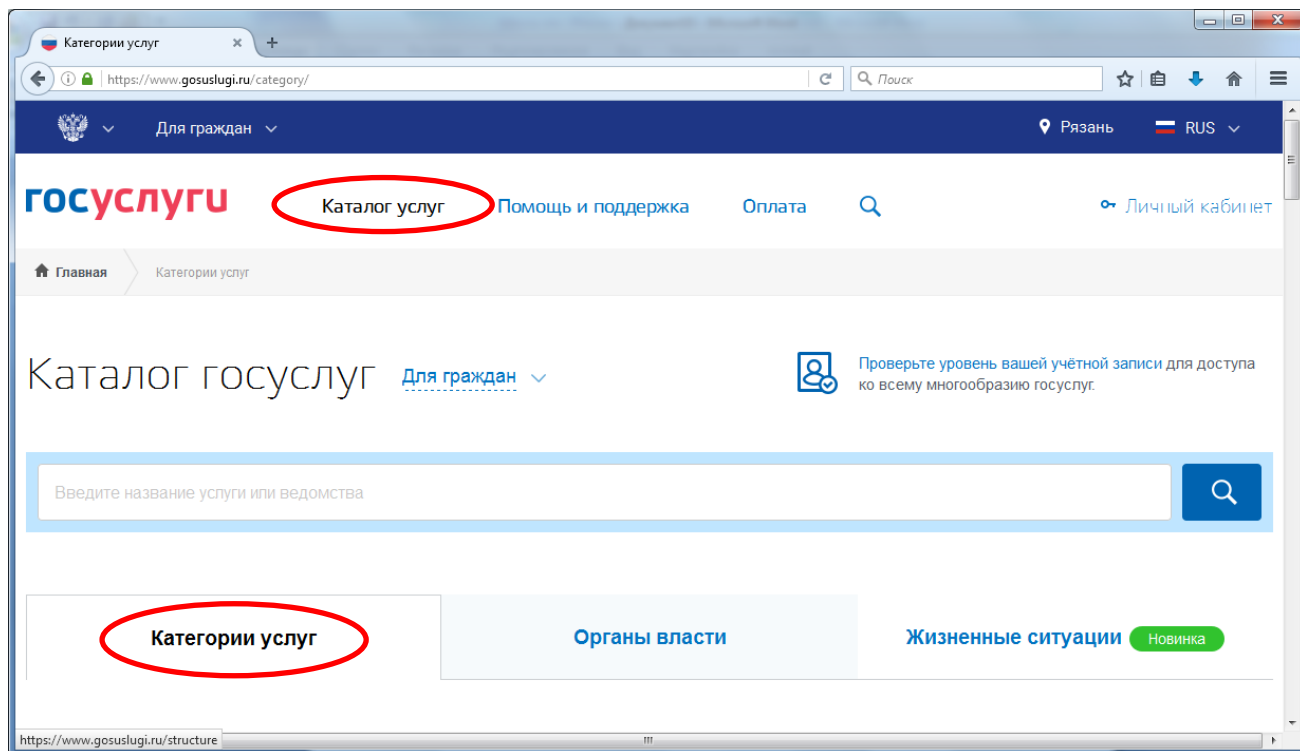 Категории услуг
https://www.gosuslugi.ru/category/
Поиск
Для граждан
Рязань
RUS
госуслуги
Каталог услуг
Помощь и поддержка
Оплата
Личный кабинет
Главная
Категории услуг
Каталог госуслуг
Для граждан
Проверьте уровень вашей учётной записи для доступа
ко всему многообразию госуслуг.
Введите название услуги или ведомства
Категории услуг
Органы власти
Жизненные ситуации
Новинка
https://www.gosuslugi.ru/structure